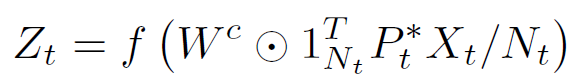 Z_t = f (W^c ⊙ 1_{N_t}^T P_t^* X_t / N_t)